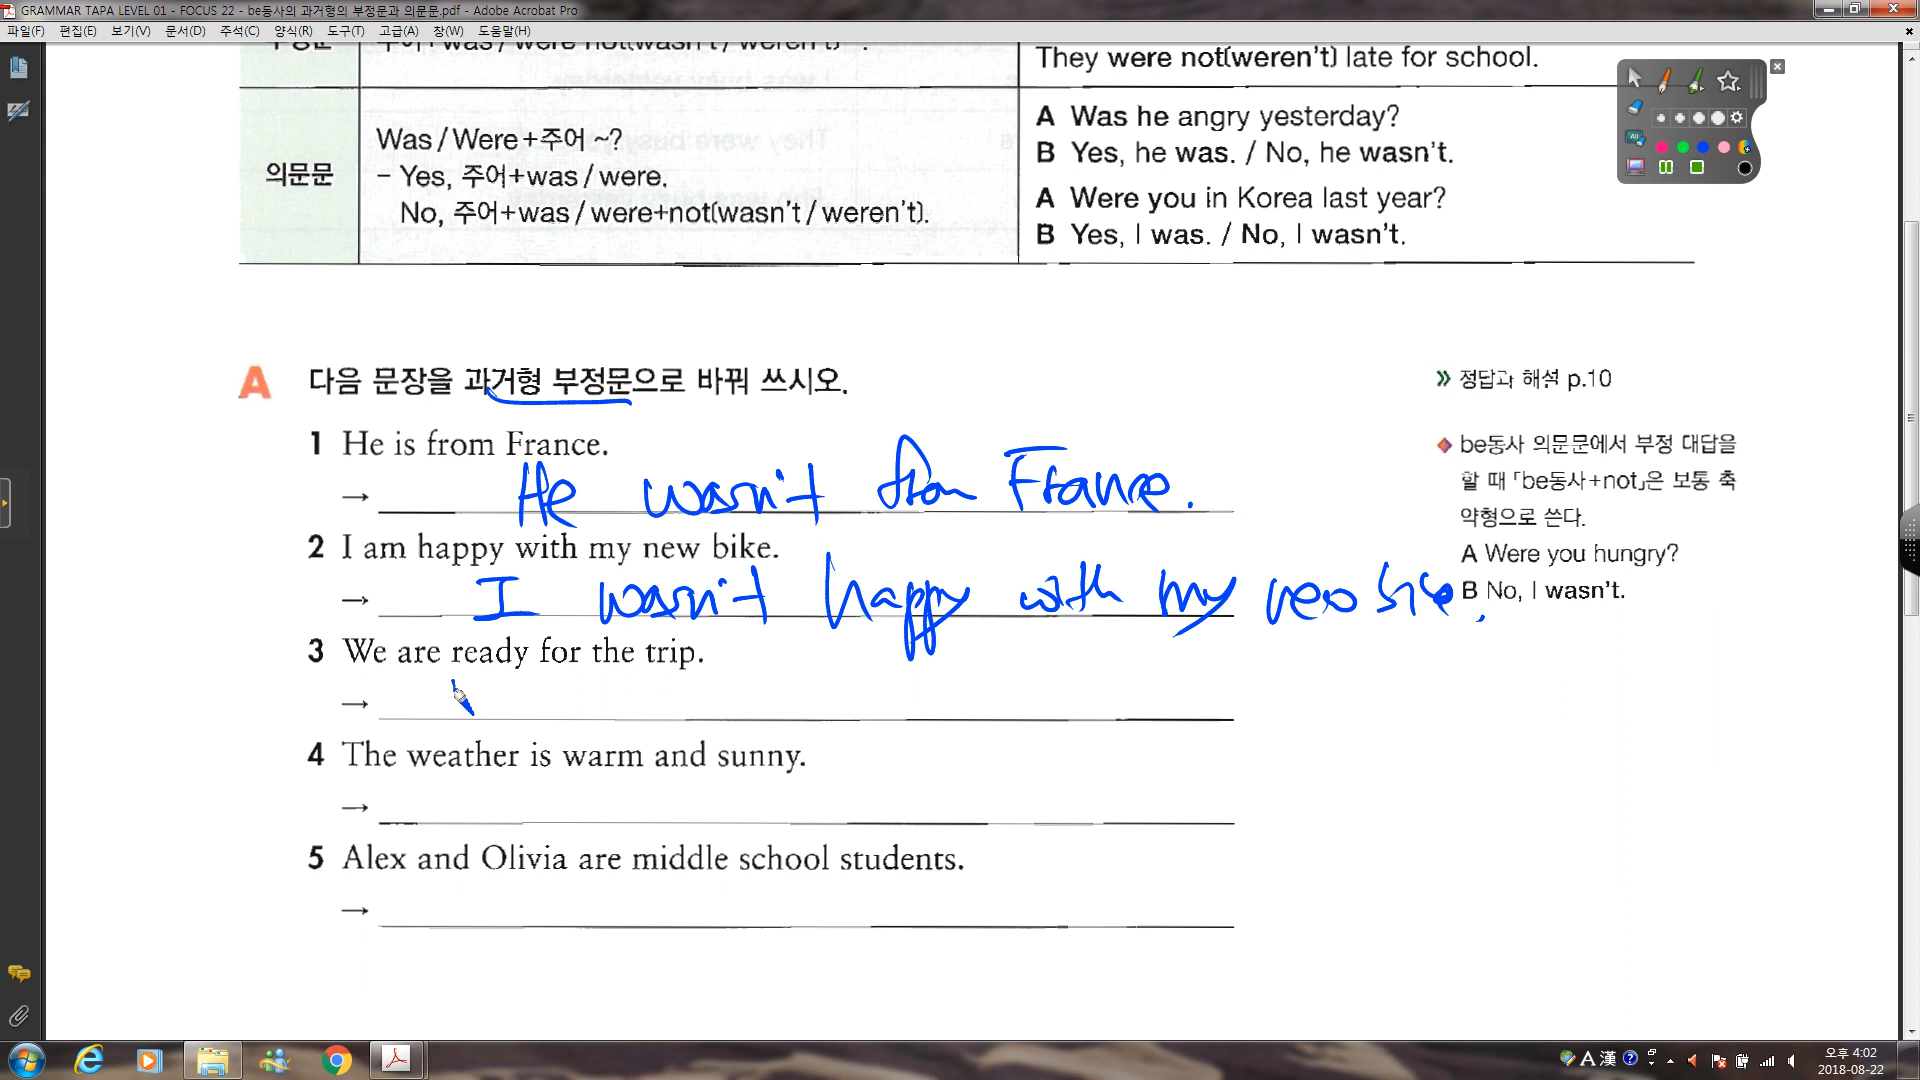 GRAMMAR TAPA LEVEL 01 - FOCUS 22 - be동사의 과거형의 부정문과 의문문.pdf - Adobe Acrobat Pro
파일(F) 편집(E) 보기(V) 문서(D) 주석(C) 양식(R) 도구(T) 고급(A) 창(W) 도움말(H)
They were not(weren't) late for school.
의문문
Was / Were +주어 ~?
– Yes, 주어+was / were.
No, 주어+was / were+not(wasn't / weren't).
A Was he angry yesterday?
B Yes, he was. / No, he wasn't.
A Were you in Korea last year?
B Yes, I was. / No, I wasn't.
A 다음 문장을 과거형 부정문으로 바꿔 쓰시오.
1 He is from France.
→ He wasn't from France.
2 I am happy with my new bike.
→ I wasn't happy with my new bike.
3 We are ready for the trip.
→
4 The weather is warm and sunny.
→
5 Alex and Olivia are middle school students.
→
» 정답과 해설 p.10
be동사 의문문에서 부정 대답을
할 때 「be동사+not」은 보통 축
약형으로 쓴다.
A Were you hungry?
B No, I wasn't.
A 漢
오후 4:02
2018-08-22